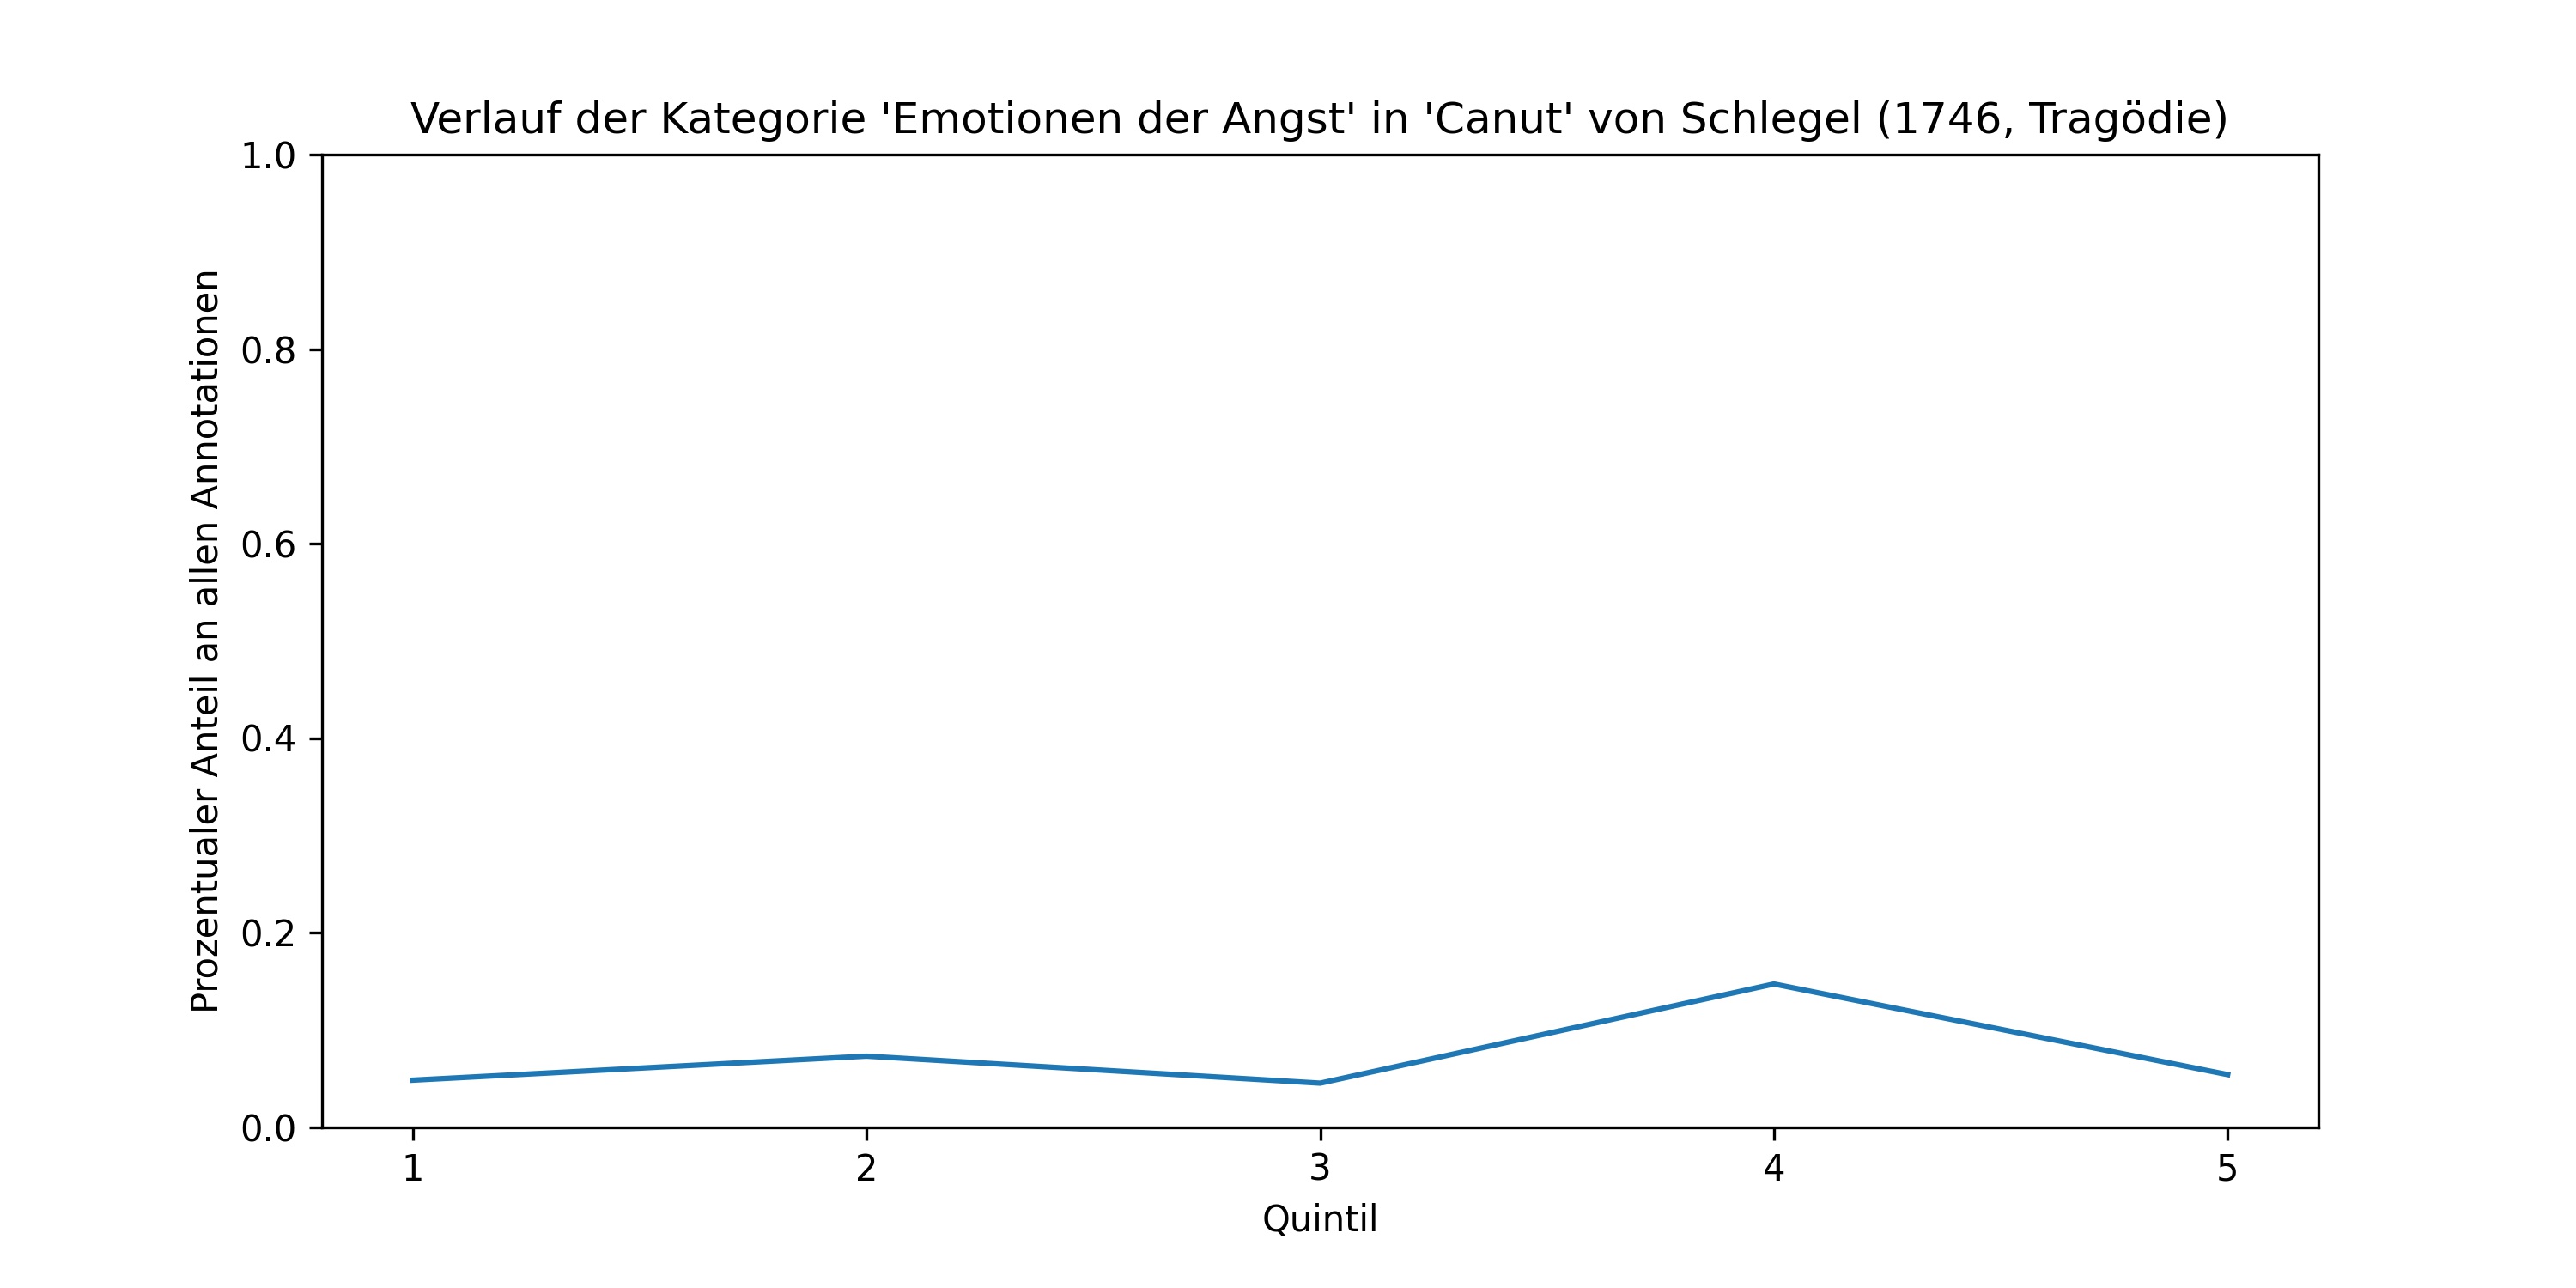 Verlauf der Kategorie 'Emotionen der Angst' in 'Canut' von Schlegel (1746, Tragödie)
Prozentualer Anteil an allen Annotationen
1.0
0.8
0.6
0.4
0.2
0.0
1 2 3 4 5
Quintil